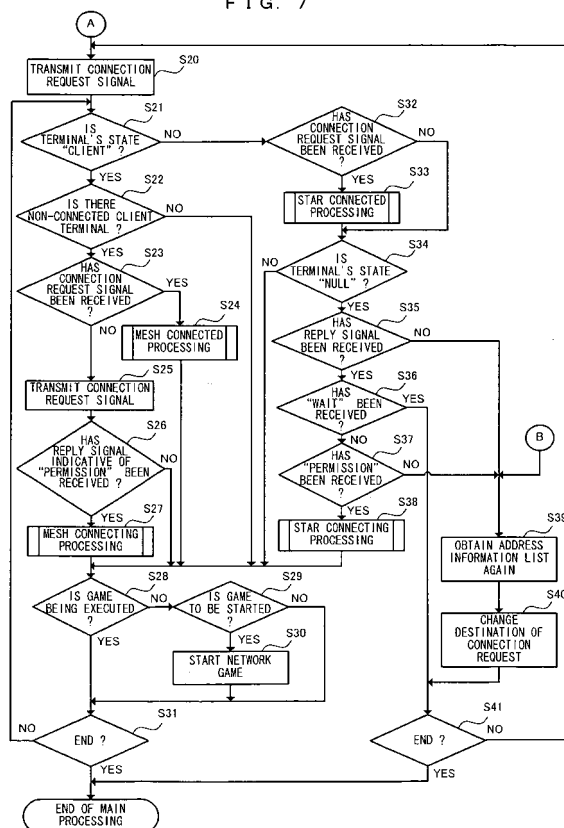 FIG. 7
A
S20
TRANSMIT CONNECTION
REQUEST SIGNAL
S21
IS
TERMINAL'S STATE
"CLIENT" ?
NO
YES
S22
IS THERE
NON-CONNECTED CLIENT
TERMINAL ?
NO
YES
S23
HAS
CONNECTION
REQUEST SIGNAL
BEEN RECEIVED ?
YES
NO
S24
MESH CONNECTED
PROCESSING
S25
TRANSMIT CONNECTION
REQUEST SIGNAL
S26
HAS
REPLY SIGNAL
INDICATIVE OF
"PERMISSION" BEEN
RECEIVED ?
NO
YES
S27
MESH CONNECTING
PROCESSING
S28
IS GAME
BEING EXECUTED
?
NO
YES
S29
IS GAME
TO BE STARTED
?
NO
YES
S30
START NETWORK
GAME
S31
NO
END ?
YES
END OF MAIN
PROCESSING
S32
HAS
CONNECTION
REQUEST SIGNAL
BEEN RECEIVED
?
NO
YES
S33
STAR CONNECTED
PROCESSING
S34
IS
TERMINAL'S STATE
"NULL" ?
NO
YES
S35
HAS
REPLY SIGNAL
BEEN RECEIVED
?
NO
YES
S36
HAS
"WAIT" BEEN
RECEIVED
?
YES
NO
S37
HAS
"PERMISSION"
BEEN RECEIVED
?
NO
YES
S38
STAR CONNECTING
PROCESSING
B
S39
OBTAIN ADDRESS
INFORMATION LIST
AGAIN
S40
CHANGE
DESTINATION OF
CONNECTION
REQUEST
S41
END ?
NO
YES